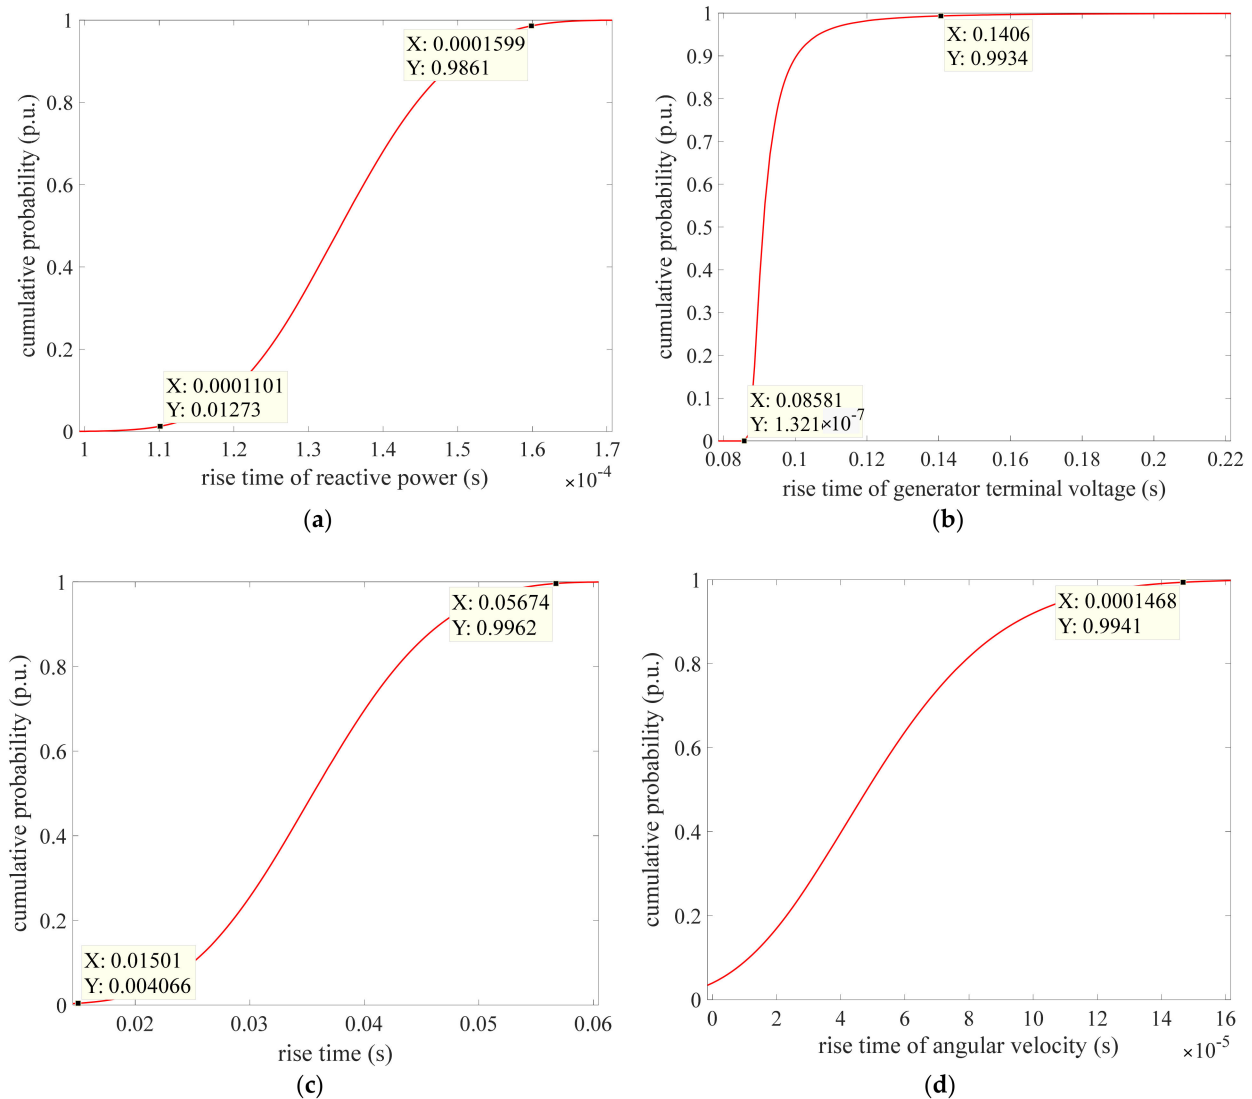 1
0.8
0.6
0.4
0.2
0
cumulative probability (p.u.)
X: 0.0001599
Y: 0.9861
X: 0.0001101
Y: 0.01273
1 1.1 1.2 1.3 1.4 1.5 1.6 1.7
rise time of reactive power (s)
×10-4
(a)
1
0.9
0.8
0.7
0.6
0.5
0.4
0.3
0.2
0.1
0
cumulative probability (p.u.)
X: 0.1406
Y: 0.9934
X: 0.08581
Y: 1.321×10-7
0.08 0.1 0.12 0.14 0.16 0.18 0.2 0.22
rise time of generator terminal voltage (s)
(b)
1
0.8
0.6
0.4
0.2
0
cumulative probability (p.u.)
X: 0.05674
Y: 0.9962
X: 0.01501
Y: 0.004066
0.02 0.03 0.04 0.05 0.06
rise time (s)
(c)
1
0.8
0.6
0.4
0.2
0
cumulative probability (p.u.)
X: 0.0001468
Y: 0.9941
0 2 4 6 8 10 12 14 16
rise time of angular velocity (s)
×10-5
(d)